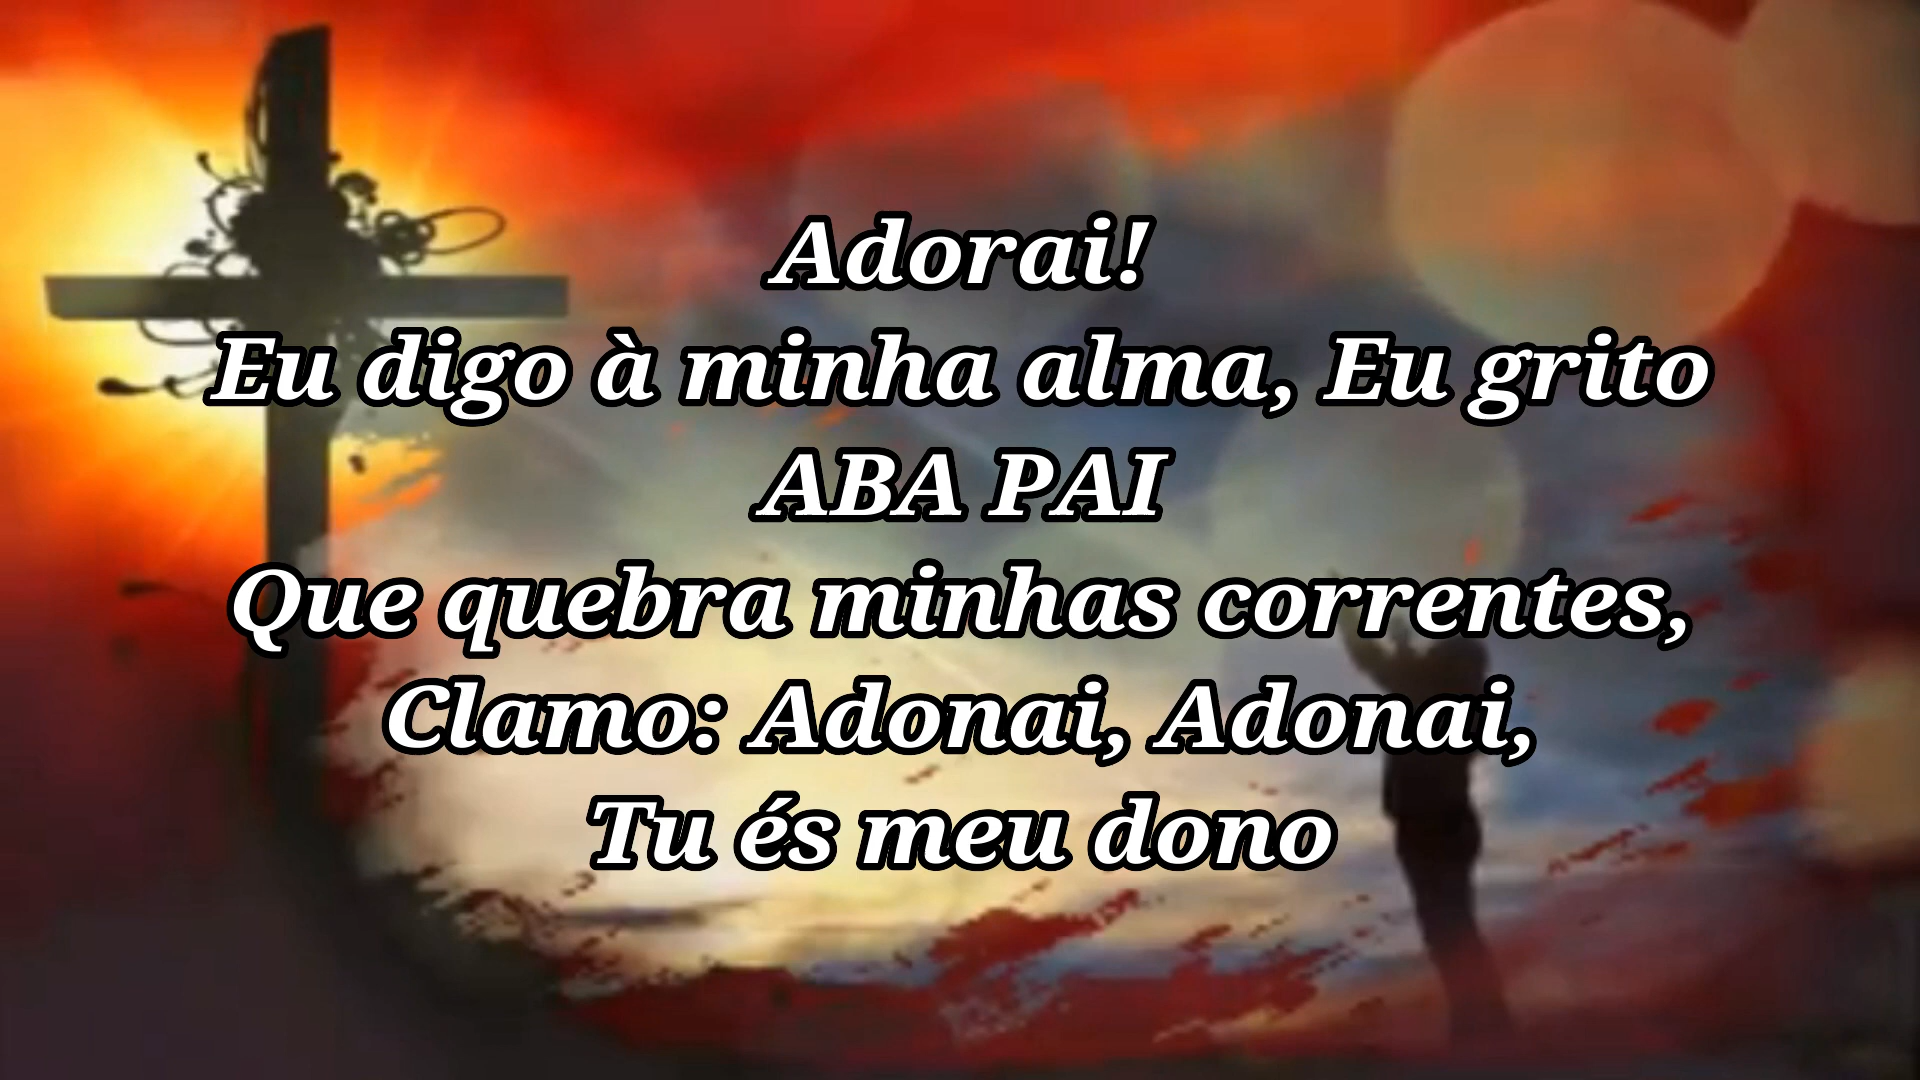 Adorai!
Eu digo à minha alma, Eu grito
ABA PAI
Que quebra minhas correntes,
Clamo: Adonai, Adonai,
Tu és meu dono